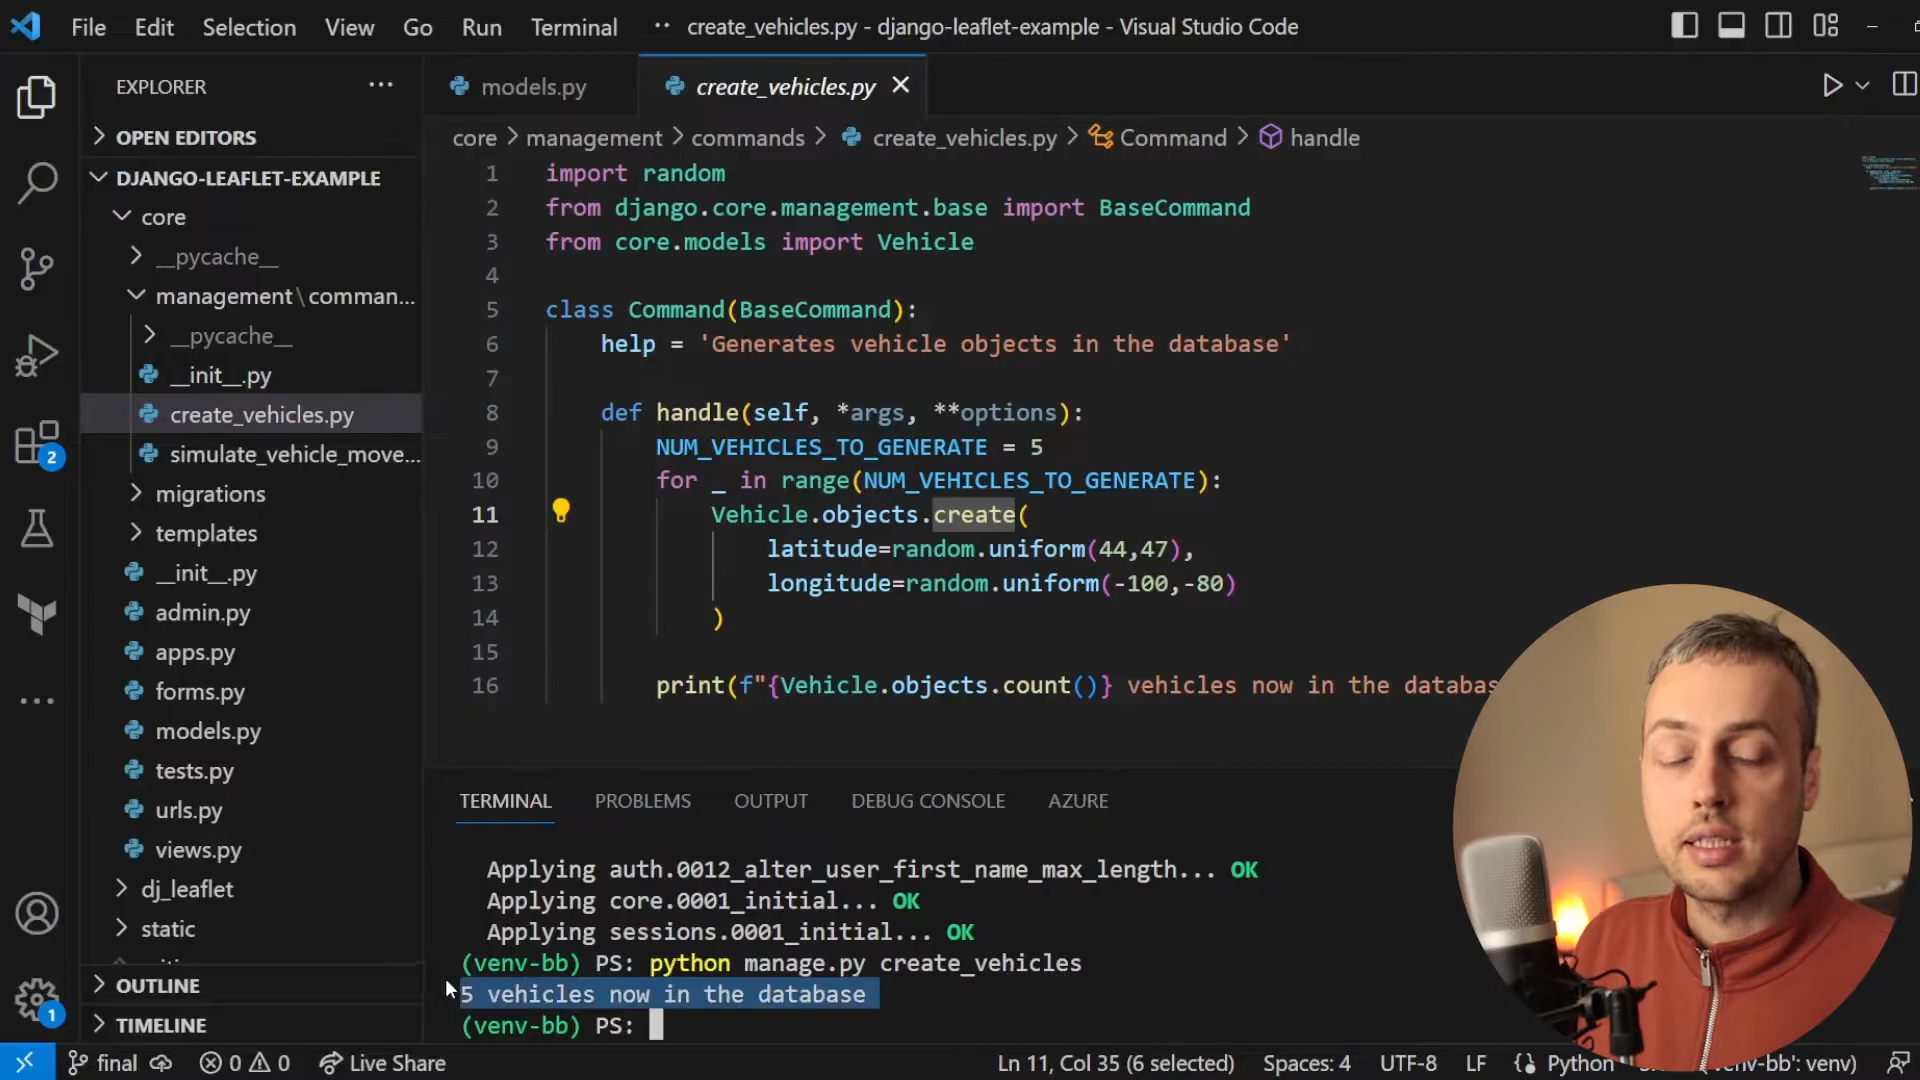 File Edit Selection View Go Run Terminal ·· create_vehicles.py - django-leaflet-example - Visual Studio Code
EXPLORER ···
models.py
create_vehicles.py
OPEN EDITORS
core > management > commands > create_vehicles.py > Command > handle
DJANGO-LEAFLET-EXAMPLE
core
__pycache__
management\comman...
__pycache__
__init__.py
create_vehicles.py
simulate_vehicle_move...
migrations
templates
__init__.py
admin.py
apps.py
forms.py
models.py
tests.py
urls.py
views.py
dj_leaflet
static
OUTLINE
TIMELINE
2
1
1 import random
2 from django.core.management.base import BaseCommand
3 from core.models import Vehicle
4
5 class Command(BaseCommand):
6 help = 'Generates vehicle objects in the database'
7
8 def handle(self, *args, **options):
9 NUM_VEHICLES_TO_GENERATE = 5
10 for _ in range(NUM_VEHICLES_TO_GENERATE):
11 Vehicle.objects.create(
12 latitude=random.uniform(44,47),
13 longitude=random.uniform(-100,-80)
14 )
15
16 print(f"{Vehicle.objects.count()} vehicles now in the databas
TERMINAL PROBLEMS OUTPUT DEBUG CONSOLE AZURE
Applying auth.0012_alter_user_first_name_max_length... OK
Applying core.0001_initial... OK
Applying sessions.0001_initial... OK
(venv-bb) PS: python manage.py create_vehicles
5 vehicles now in the database
(venv-bb) PS:
final 0 0 Live Share Ln 11, Col 35 (6 selected) Spaces: 4 UTF-8 LF {} Python venv)